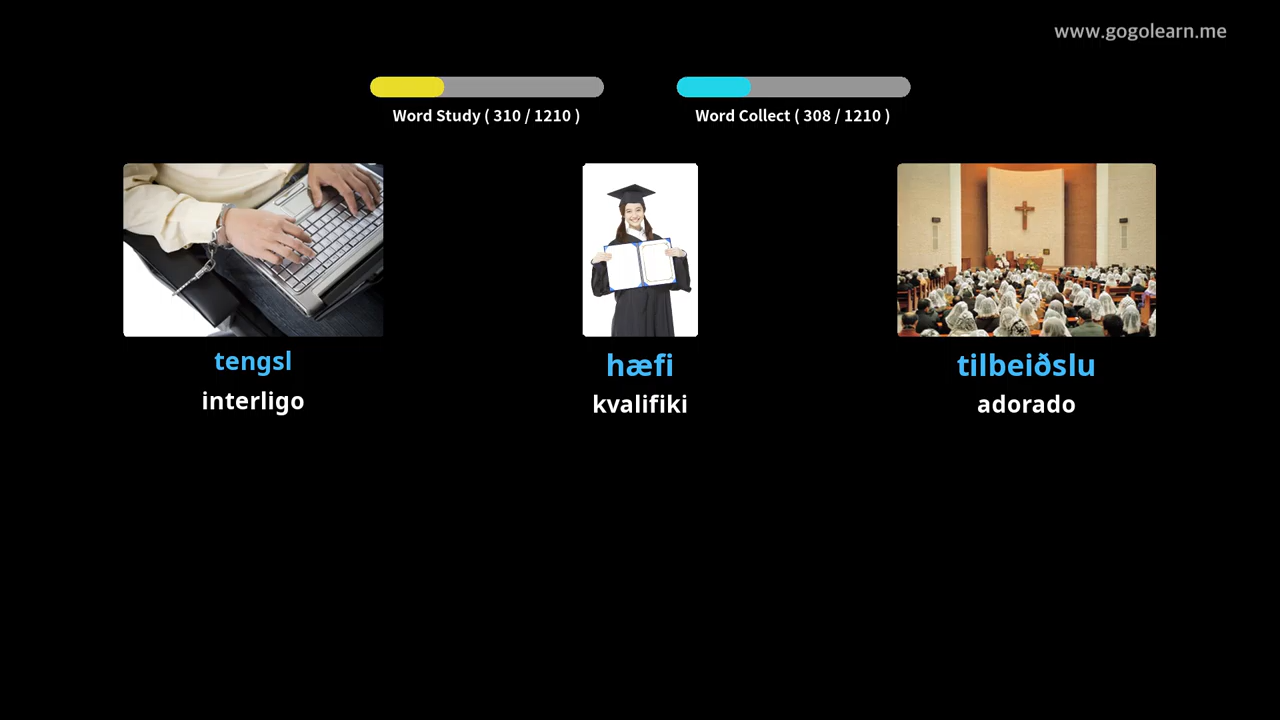 www.gogolearn.me
Word Study ( 310 / 1210 )
Word Collect ( 308 / 1210 )
tengsl
interligo
hæfi
kvalifiki
tilbeiðslu
adorado